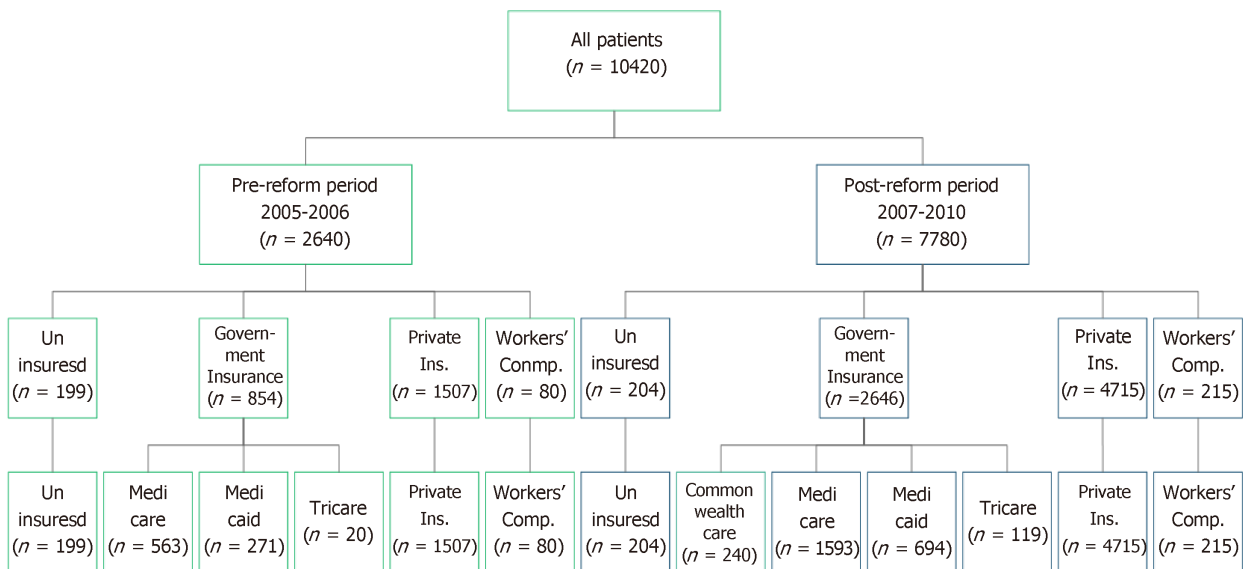 All patients
(n = 10420)
Pre-reform period
2005-2006
(n = 2640)
Post-reform period
2007-2010
(n = 7780)
Un
insuresd
(n = 199)
Govern-
ment
Insurance
(n = 854)
Private
Ins.
(n = 1507)
Workers'
Conmp.
(n = 80)
Un
insuresd
(n = 204)
Govern-
ment
Insurance
(n =2646)
Private
Ins.
(n = 4715)
Workers'
Comp.
(n = 215)
Un
insuresd
(n = 199)
Medi
care
(n = 563)
Medi
caid
(n = 271)
Tricare
(n = 20)
Private
Ins.
(n = 1507)
Workers'
Comp.
(n = 80)
Un
insuresd
(n = 204)
Common
wealth
care
(n = 240)
Medi
care
(n = 1593)
Medi
caid
(n = 694)
Tricare
(n = 119)
Private
Ins.
(n = 4715)
Workers'
Comp.
(n = 215)